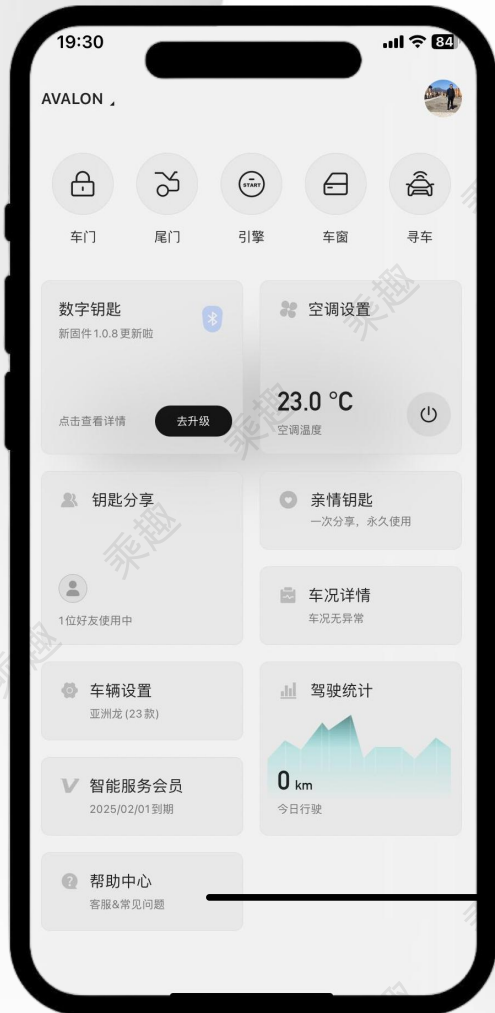 19:30
84
AVALON
START
车门
尾门
引擎
车窗
寻车
数字钥匙
新固件1.0.8更新啦
点击查看详情
去升级
空调设置
23.0 °C
空调温度
钥匙分享
1位好友使用中
亲情钥匙
一次分享，永久使用
车况详情
车况无异常
车辆设置
亚洲龙(23款)
驾驶统计
0 km
今日行驶
智能服务会员
2025/02/01到期
帮助中心
客服&常见问题
乘趣
乘趣
乘趣
乘趣